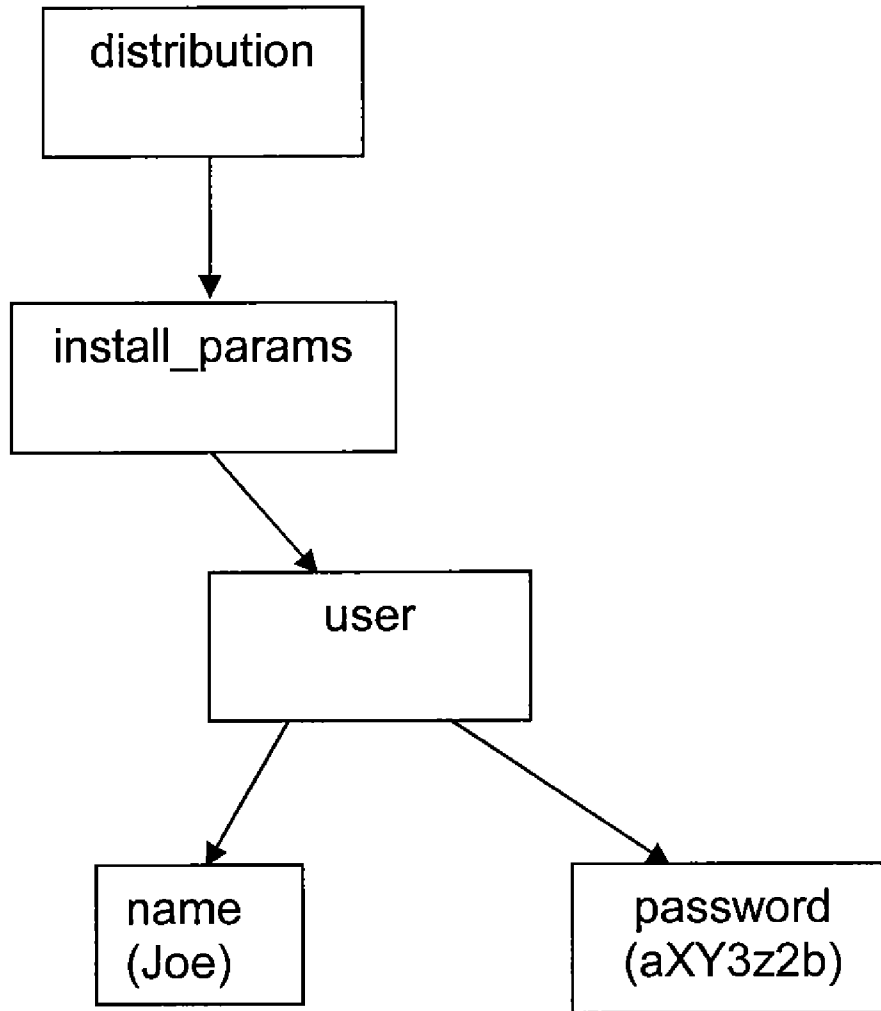 distribution
install_params
user
name
(Joe)
password
(aXY3z2b)